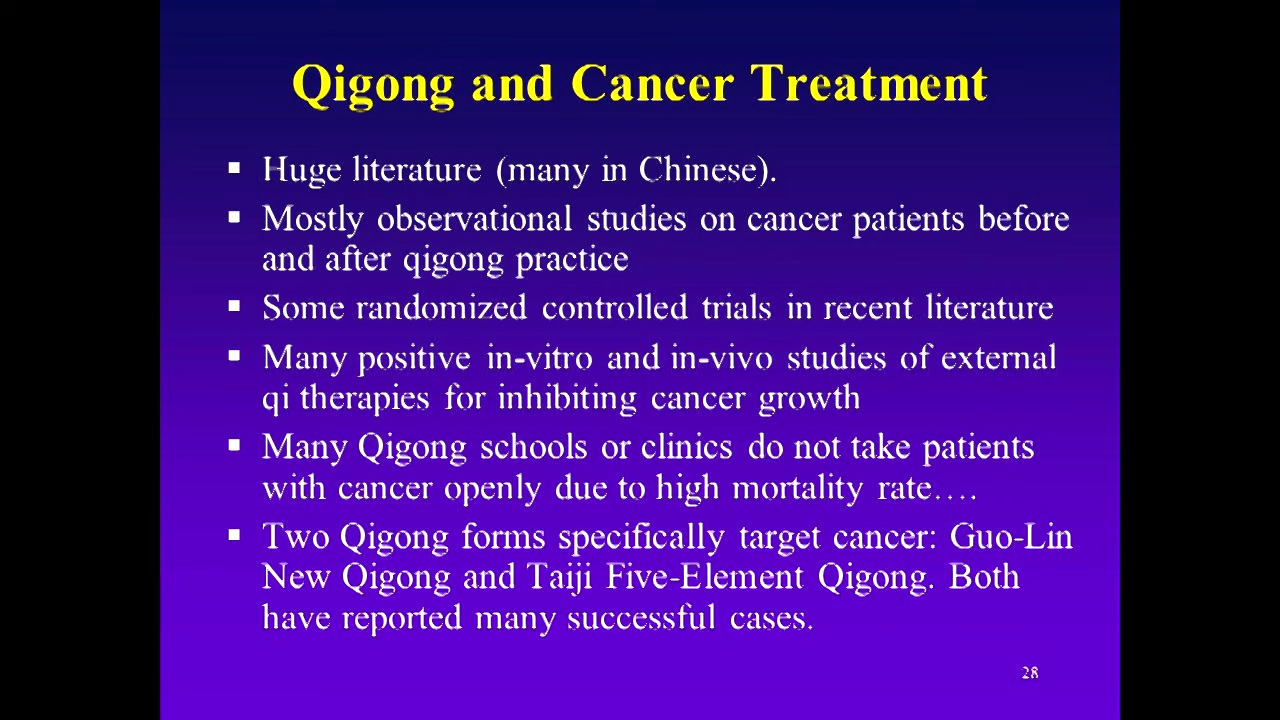 Qigong and Cancer Treatment
▪ Huge literature (many in Chinese).
▪ Mostly observational studies on cancer patients before
and after qigong practice
▪ Some randomized controlled trials in recent literature
▪ Many positive in-vitro and in-vivo studies of external
qi therapies for inhibiting cancer growth
▪ Many Qigong schools or clinics do not take patients
with cancer openly due to high mortality rate….
▪ Two Qigong forms specifically target cancer: Guo-Lin
New Qigong and Taiji Five-Element Qigong. Both
have reported many successful cases.
28